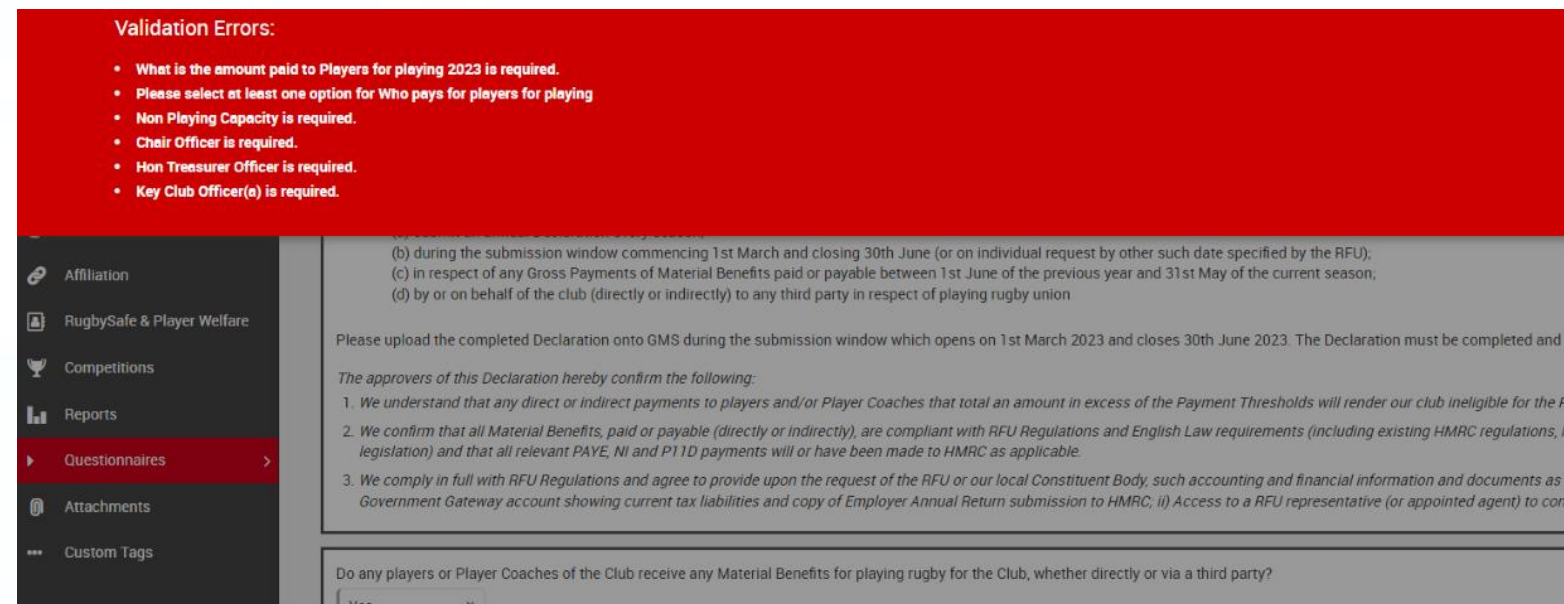 Validation Errors:
• What is the amount paid to Players for playing 2023 is required.
• Please select at least one option for Who pays for players for playing
• Non Playing Capacity is required.
• Chair Officer is required.
• Hon Treasurer Officer is required.
• Key Club Officer(a) is required.
(b) during the submission window commencing 1st March and closing 30th June (or on individual request by other such date specified by the RFU);
Affiliation
(c) in respect of any Gross Payments of Material Benefits paid or payable between 1st June of the previous year and 31st May of the current season;
(d) by or on behalf of the club (directly or indirectly) to any third party in respect of playing rugby union
RugbySafe & Player Welfare
Please upload the completed Declaration onto GMS during the submission window which opens on 1st March 2023 and closes 30th June 2023. The Declaration must be completed and
Competitions
The approvers of this Declaration hereby confirm the following:
1. We understand that any direct or indirect payments to players and/or Player Coaches that total an amount in excess of the Payment Thresholds will render our club ineligible for the
Reports
2. We confirm that all Material Benefits, paid or payable (directly or indirectly), are compliant with RFU Regulations and English Law requirements (including existing HMRC regulations,
legislation) and that all relevant PAYE, NI and P11D payments will or have been made to HMRC as applicable.
Questionnaires
3. We comply in full with RFU Regulations and agree to provide upon the request of the RFU or our local Constituent Body, such accounting and financial information and documents as
Government Gateway account showing current tax liabilities and copy of Employer Annual Return submission to HMRC; ii) Access to a RFU representative (or appointed agent) to
Attachments
Custom Tags
Do any players or Player Coaches of the Club receive any Material Benefits for playing rugby for the Club, whether directly or via a third party?